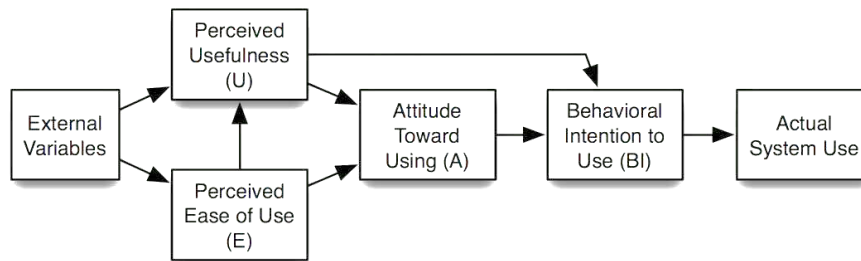 External
Variables
Perceived
Usefulness
(U)
Perceived
Ease of Use
(E)
Attitude
Toward
Using (A)
Behavioral
Intention to
Use (BI)
Actual
System Use